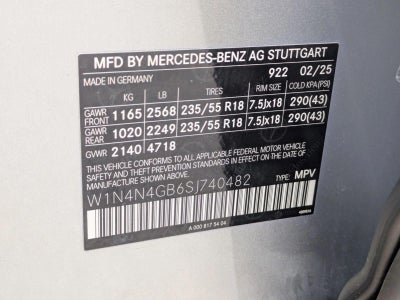 MFD BY MERCEDES-BENZ AG STUTTGART
MADE IN GERMANY 922 02/25
KG LB TIRES RIM SIZE COLD KPA(PSI)
GAWR FRONT 1165 2568 235/55 R18 7.5Jx18 290(43)
GAWR REAR 1020 2249 235/55 R18 7.5Jx18 290(43)
GVWR 2140 4718
THIS VEHICLE CONFORMS TO ALL APPLICABLE FEDERAL MOTOR VEHICLE
SAFETY AND THEFT PREVENTION STANDARDS IN EFFECT ON THE DATE OF
MANUFACTURE SHOWN ABOVE.
W1N4N4GB6SJ740482 TYPE: MPV
A 000 817 54 04